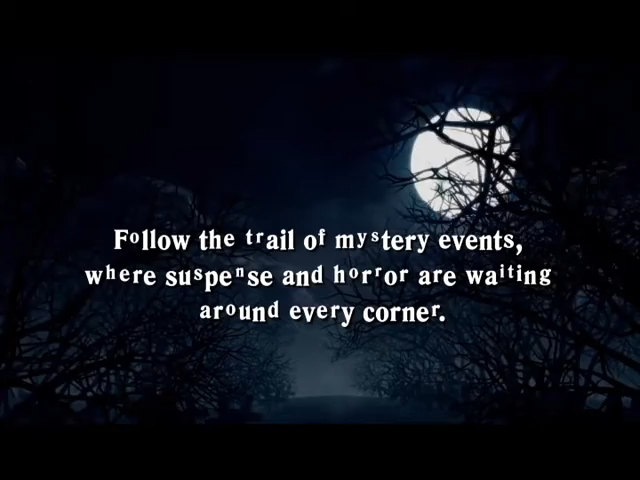 Follow the trail of mystery events,
where suspense and horror are waiting
around every corner.